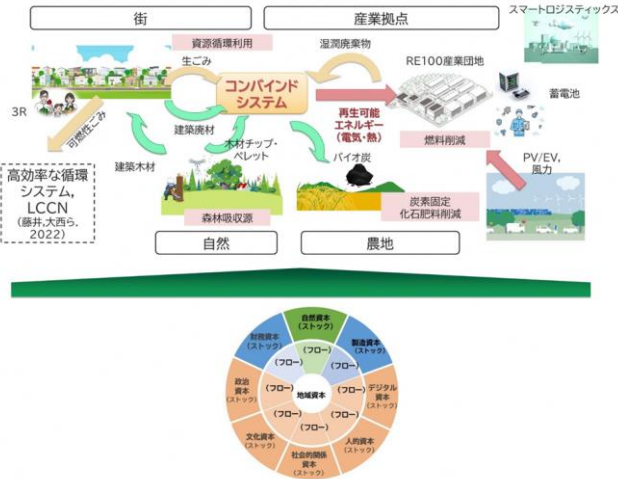 街
産業拠点
スマートロジスティックス
資源循環利用
生ごみ
湿潤廃棄物
RE100産業団地
コンバインド
システム
蓄電池
3R
可燃性ごみ
建築廃材
再生可能
エネルギー
(電気・熱)
燃料削減
高効率な循環
システム,
LCCN
(藤井,大西ら,
2022)
建築木材
木材チップ・
ペレット
バイオ炭
PV/EV,
風力
森林吸収源
炭素固定
化石肥料削減
自然
農地
自然資本
(ストック)
財務資本
(ストック)
製造資本
(ストック)
(フロー)
(フロー)
(フロー)
政治
資本
(ストック)
(フロー)
地域資本
(フロー)
デジタル
資本
(ストック)
(フロー)
(フロー)
(フロー)
文化資本
(ストック)
人的資本
(ストック)
社会的関係
資本
(ストック)